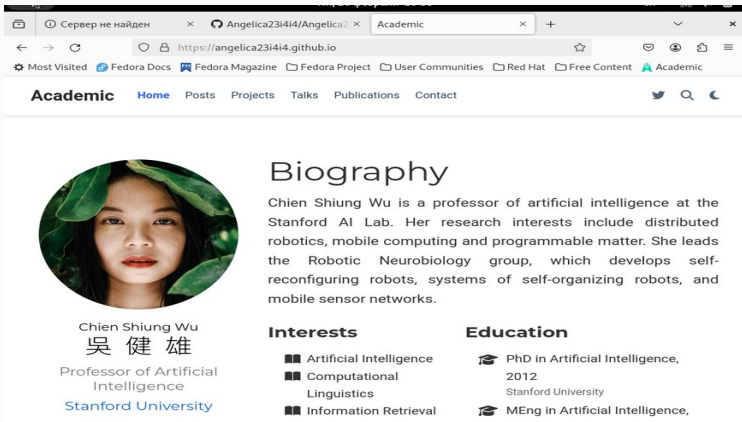 Сервер не найден
Angelica23i4i4/Angelica2
Academic
https://angelica23i4i4.github.io
Most Visited Fedora Docs Fedora Magazine Fedora Project User Communities Red Hat Free Content Academic
Academic Home Posts Projects Talks Publications Contact
Biography
Chien Shiung Wu is a professor of artificial intelligence at the
Stanford AI Lab. Her research interests include distributed
robotics, mobile computing and programmable matter. She leads
the Robotic Neurobiology group, which develops self-
reconfiguring robots, systems of self-organizing robots, and
mobile sensor networks.
Chien Shiung Wu
吳健雄
Professor of Artificial
Intelligence
Stanford University
Interests
Artificial Intelligence
Computational
Linguistics
Information Retrieval
Education
PhD in Artificial Intelligence,
2012
Stanford University
MEng in Artificial Intelligence,